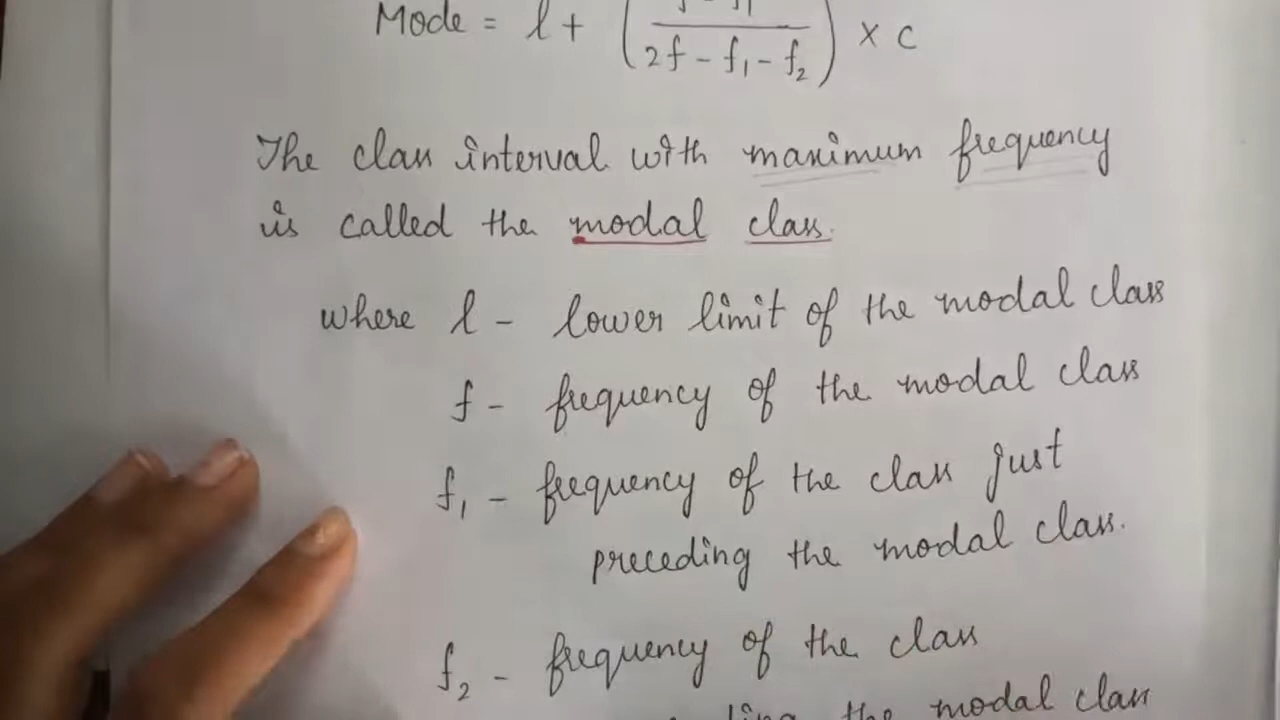 Mode = l + ( / 2f - f₁ - f₂ ) × c
The class interval with maximum frequency
is called the modal class.
where l - lower limit of the modal class
f - frequency of the modal class
f₁ - frequency of the class just
preceding the modal class.
f₂ - frequency of the class
the modal class